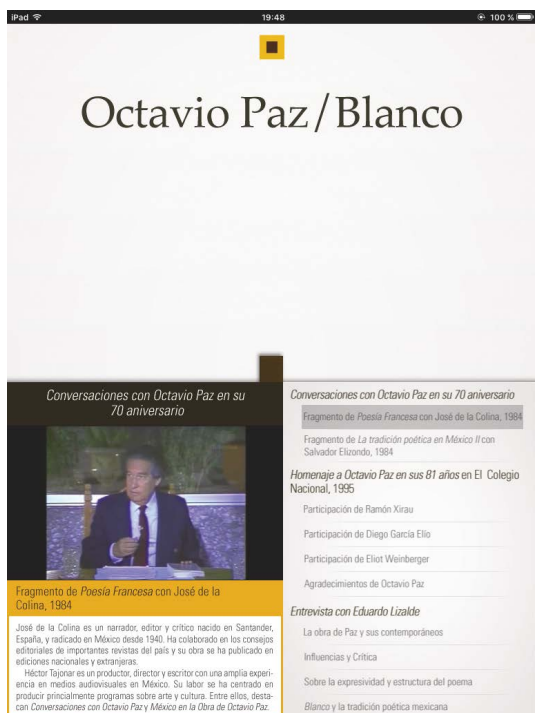 iPad 19:48 100 %
Octavio Paz/Blanco
Conversaciones con Octavio Paz en su
70 aniversario
Fragmento de Poesía Francesa con José de la
Colina, 1984
José de la Colina es un narrador, editor y crítico nacido en Santander,
España, y radicado en México desde 1940. Ha colaborado en los consejos
editoriales de importantes revistas del país y su obra se ha publicado en
ediciones nacionales y extranjeras.
Héctor Tajonar es un productor, director y escritor con una amplia experi-
encia en medios audiovisuales en México. Su labor se ha centrado en
producir princialmente programas sobre arte y cultura. Entre ellos, desta-
can Conversaciones con Octavio Paz y México en la Obra de Octavio Paz.
Conversaciones con Octavio Paz en su 70 aniversario
Fragmento de Poesía Francesa con José de la Colina, 1984
Fragmento de La tradición poética en México II con
Salvador Elizondo, 1984
Homenaje a Octavio Paz en sus 81 años en El Colegio
Nacional, 1995
Participación de Ramón Xirau
Participación de Diego García Elío
Participación de Eliot Weinberger
Agradecimientos de Octavio Paz
Entrevista con Eduardo Lizalde
La obra de Paz y sus contemporáneos
Influencias y Crítica
Sobre la expresividad y estructura del poema
Blanco y la tradición poética mexicana